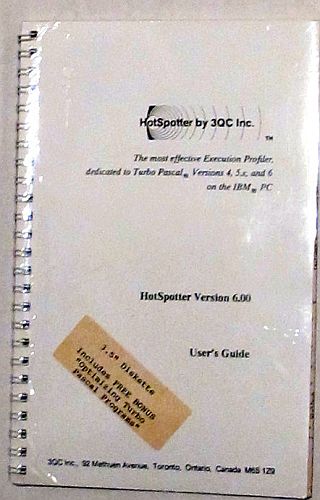 HotSpotter by 3QC Inc.
TM
The most effective Execution Profiler,
dedicated to Turbo Pascal® Versions 4, 5.x, and 6
on the IBM® PC
HotSpotter Version 6.00
User's Guide
3.5" Diskette
Includes FREE BONUS
"Optimizing Turbo
Pascal Programs"
3QC Inc., 92 Methuen Avenue, Toronto, Ontario, Canada M6S 1Z9